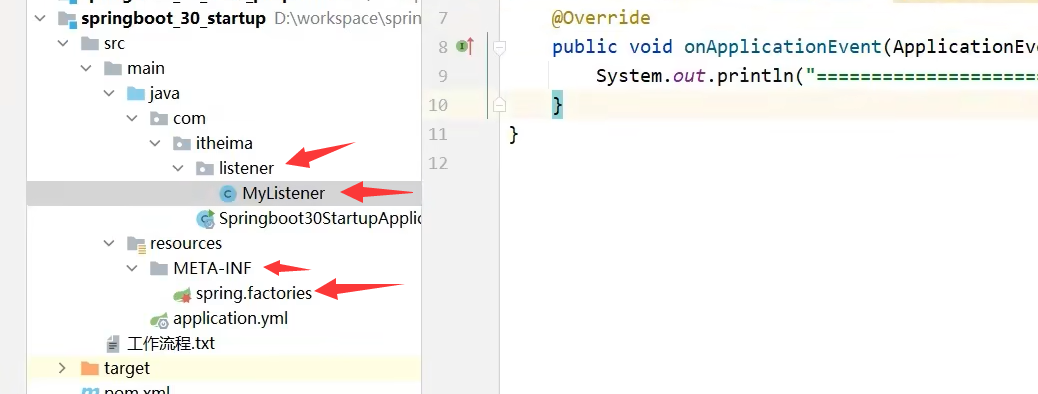 springboot_30_startup D:\workspace\sprin
src
main
java
com
itheima
listener
MyListener
Springboot30StartupApplic
resources
META-INF
spring.factories
application.yml
工作流程.txt
target
pom.xml
7 @Override
8 public void onApplicationEvent(ApplicationEve
9 System.out.println("======================
10 }
11 }
12